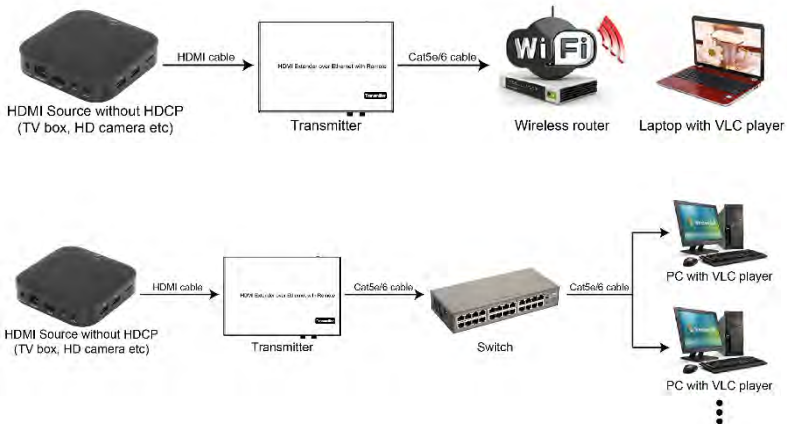 HDMI cable
HDMI Extender over Ethernet with Remote
Transmitter
Cat5e/6 cable
Wi Fi
HDMI Source without HDCP
(TV box, HD camera etc)
Transmitter
Wireless router
Laptop with VLC player
HDMI cable
HDMI Extender over Ethernet with Remote
Transmitter
Cat5e/6 cable
Cat5e/6 cable
PC with VLC player
HDMI Source without HDCP
(TV box, HD camera etc)
Transmitter
Switch
PC with VLC player